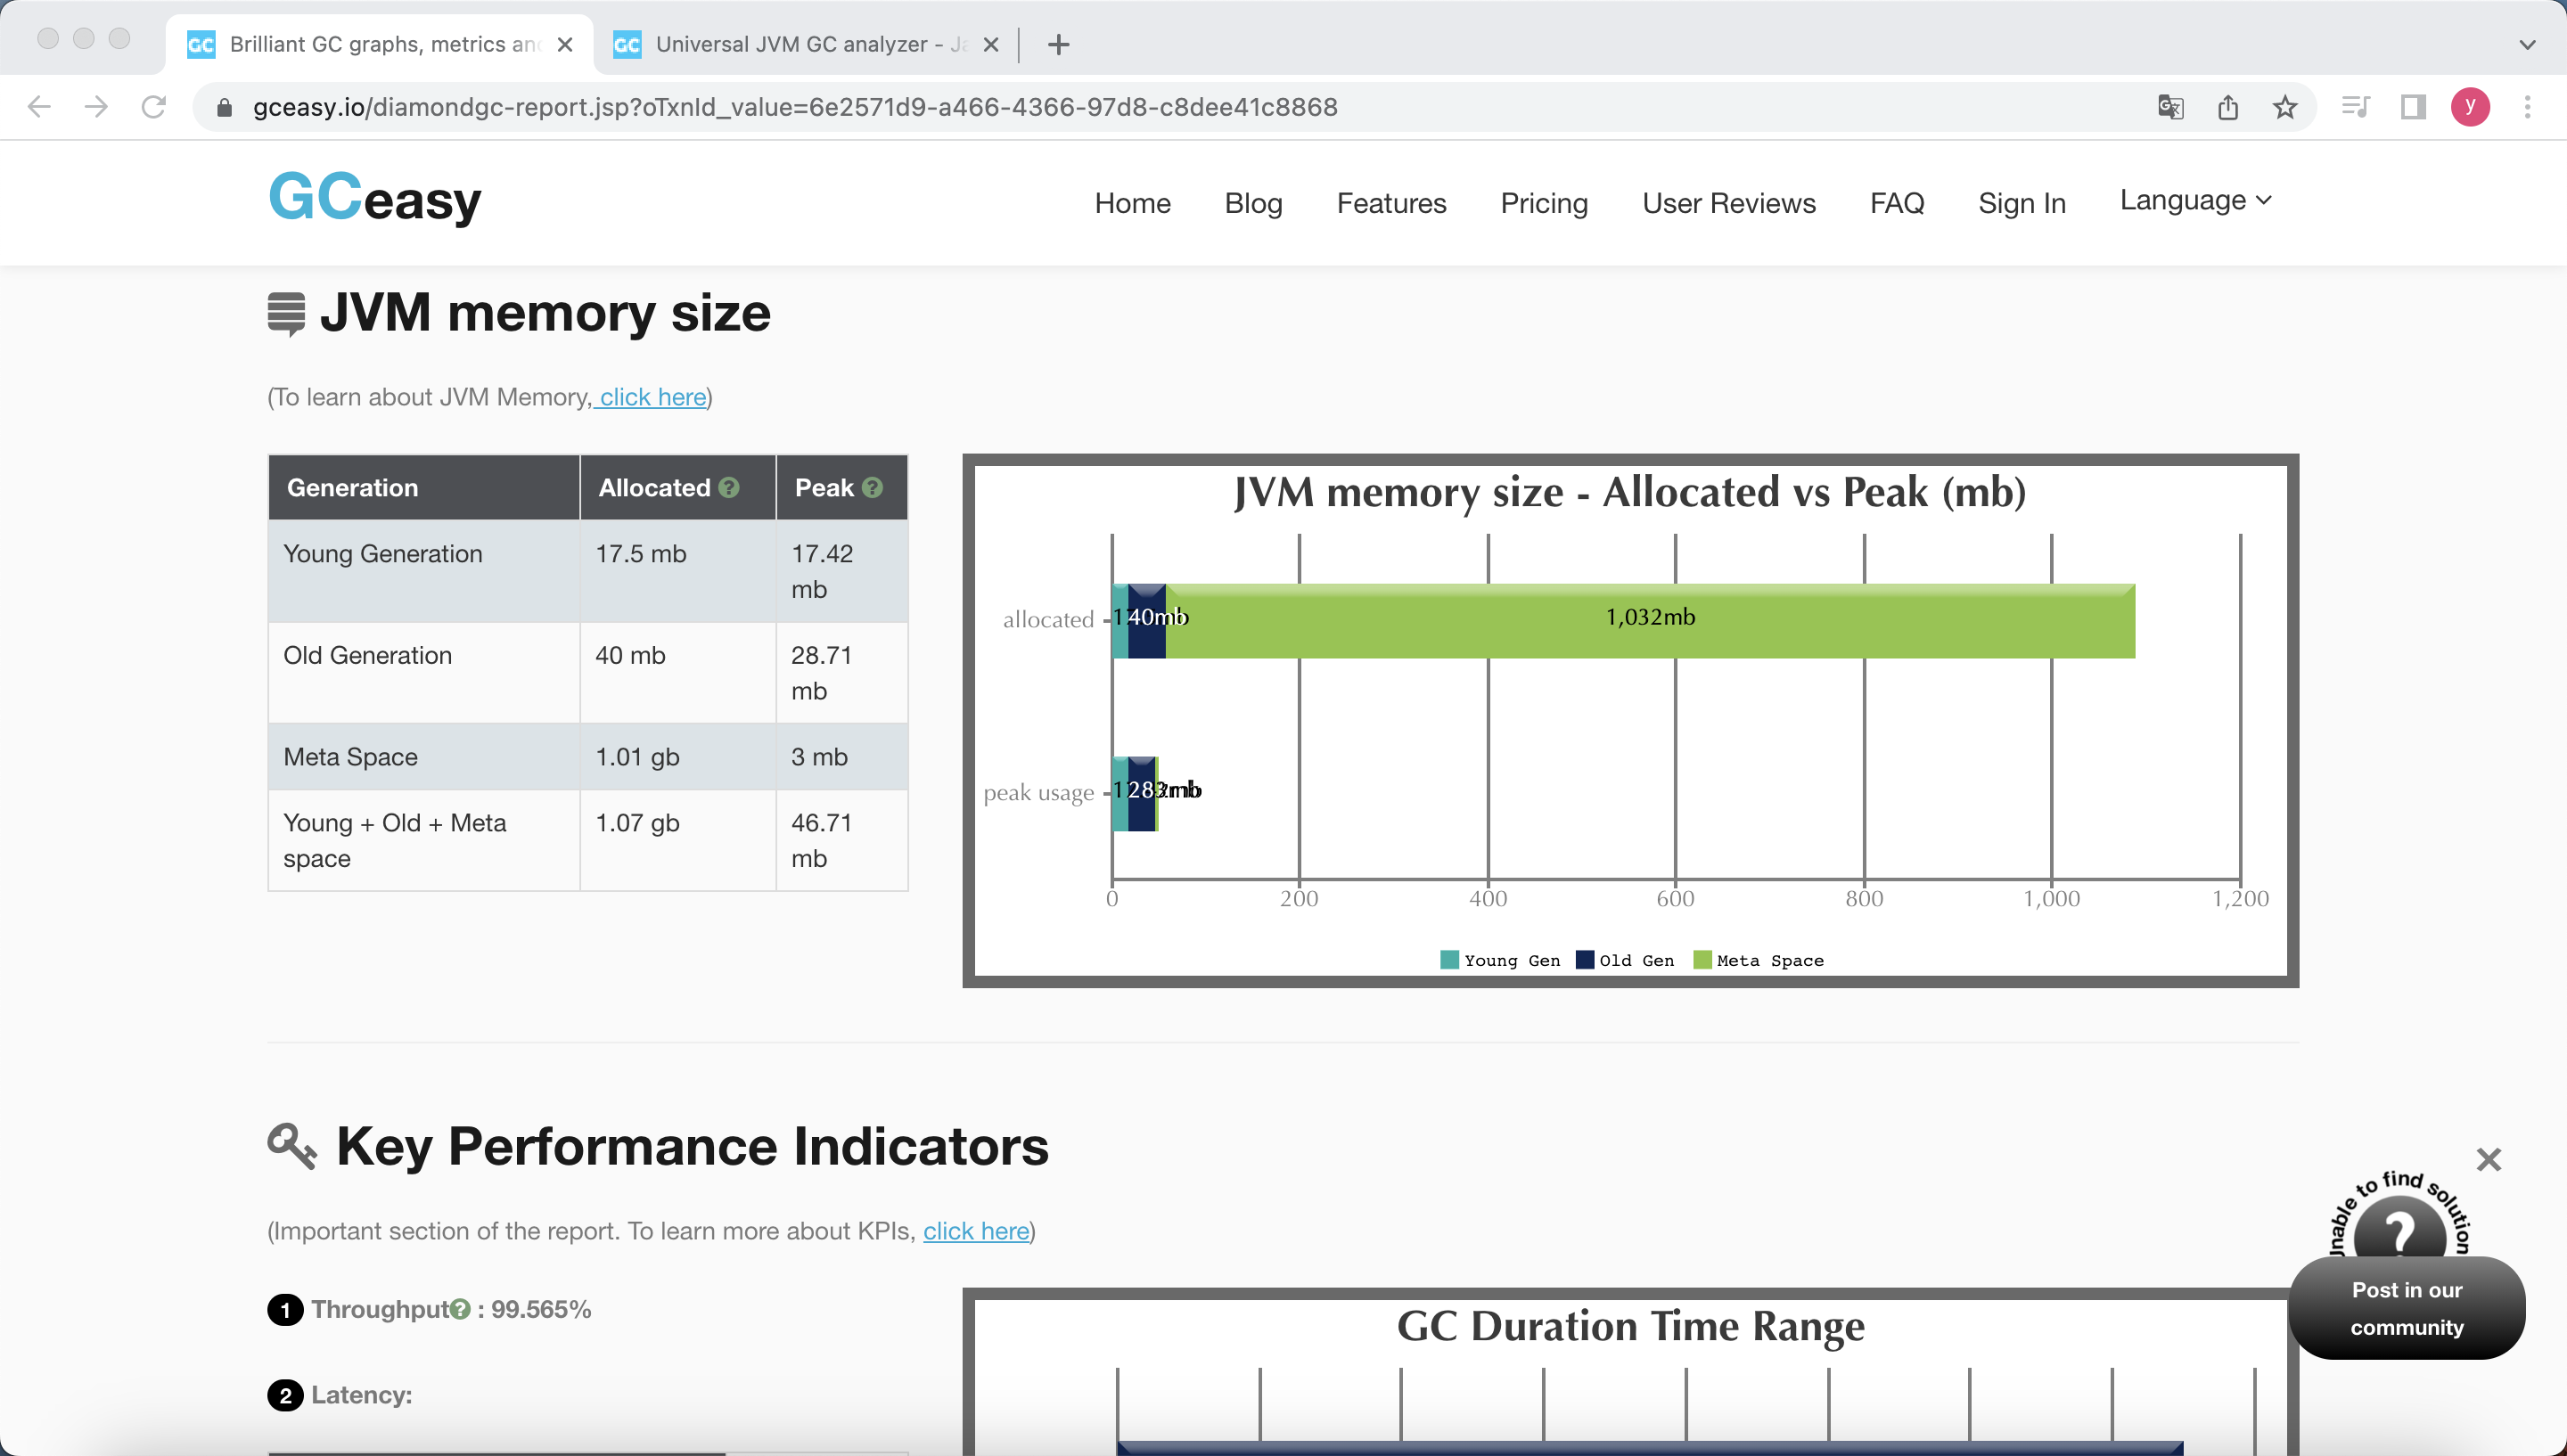 Brilliant GC graphs, metrics and
Universal JVM GC analyzer - Ja
gceasy.io/diamondgc-report.jsp?oTxnId_value=6e2571d9-a466-4366-97d8-c8dee41c8868
y
GCeasy
Home Blog Features Pricing User Reviews FAQ Sign In Language
JVM memory size
(To learn about JVM Memory, click here)
Generation Allocated Peak
Young Generation 17.5 mb 17.42 mb
Old Generation 40 mb 28.71 mb
Meta Space 1.01 gb 3 mb
Young + Old + Meta space 1.07 gb 46.71 mb
JVM memory size - Allocated vs Peak (mb)
allocated 40mb 1,032mb
peak usage
0 200 400 600 800 1,000 1,200
Young Gen Old Gen Meta Space
Key Performance Indicators
(Important section of the report. To learn more about KPIs, click here)
1 Throughput : 99.565%
2 Latency:
GC Duration Time Range
to find solution
?
Post in our
community